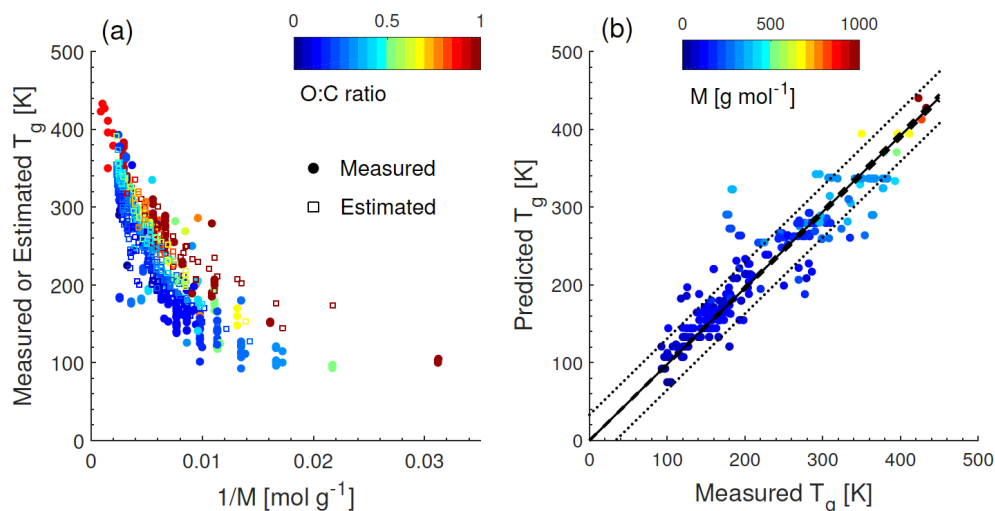 (a)
0 0.5 1
O:C ratio
Measured
Estimated
Measured or Estimated T_g [K]
500
400
300
200
100
0
0 0.01 0.02 0.03
1/M [mol g⁻¹]
(b)
0 500 1000
M [g mol⁻¹]
Predicted T_g [K]
500
400
300
200
100
0
0 100 200 300 400 500
Measured T_g [K]